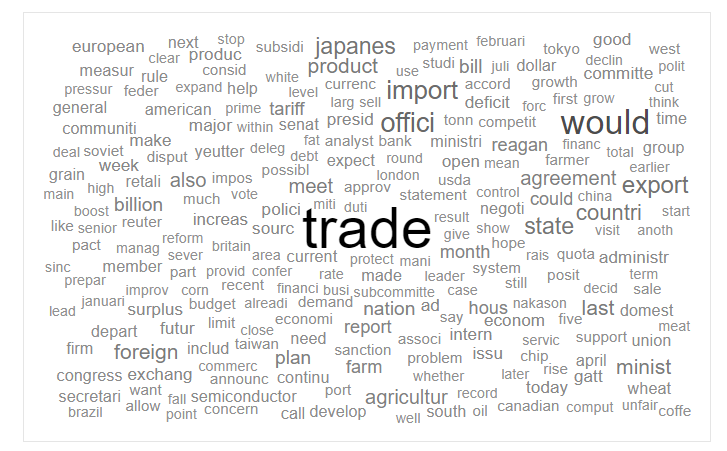 european next stop subsidi japanes payment februari tokyo good west
clear produc
measur rule consid product use studi bill juli dollar declin committe polit
pressur feder expand help white level currenc import accord growth cut
general american prime tariff larg sell deficit forc first grow think
communiti major within senat presid offici tonn competit would time
make fat analyst bank ministri reagan financ total group
deal soviet disput yeutter deleg debt expect round open mean farmer earlier
grain week retali also impos possibl meet approv london usda agreement export
main high billion much vote polici miti duti statement control could china
boost increas sourc trade result negoti countri start
like senior reuter give show state visit anoth
pact manag reform britain area current protect mani month hope rais quota administr
sinc member sever part provid confer rate made leader system posit term
prepar improv corn recent financi busi subcommitte case still decid sale
januari surplus budget alreadi demand nation ad hous nakason last domest
lead depart futur limit close economi report say econom five meat
firm foreign includ taiwan need sanction associ intern servic support union
commerc plan farm problem issu chip april minist
congress exchang announc continu whether later rise gatt
secretari want fall semiconductor port agricultur record today wheat
brazil allow point concern call develop well south oil canadian comput unfair coffe